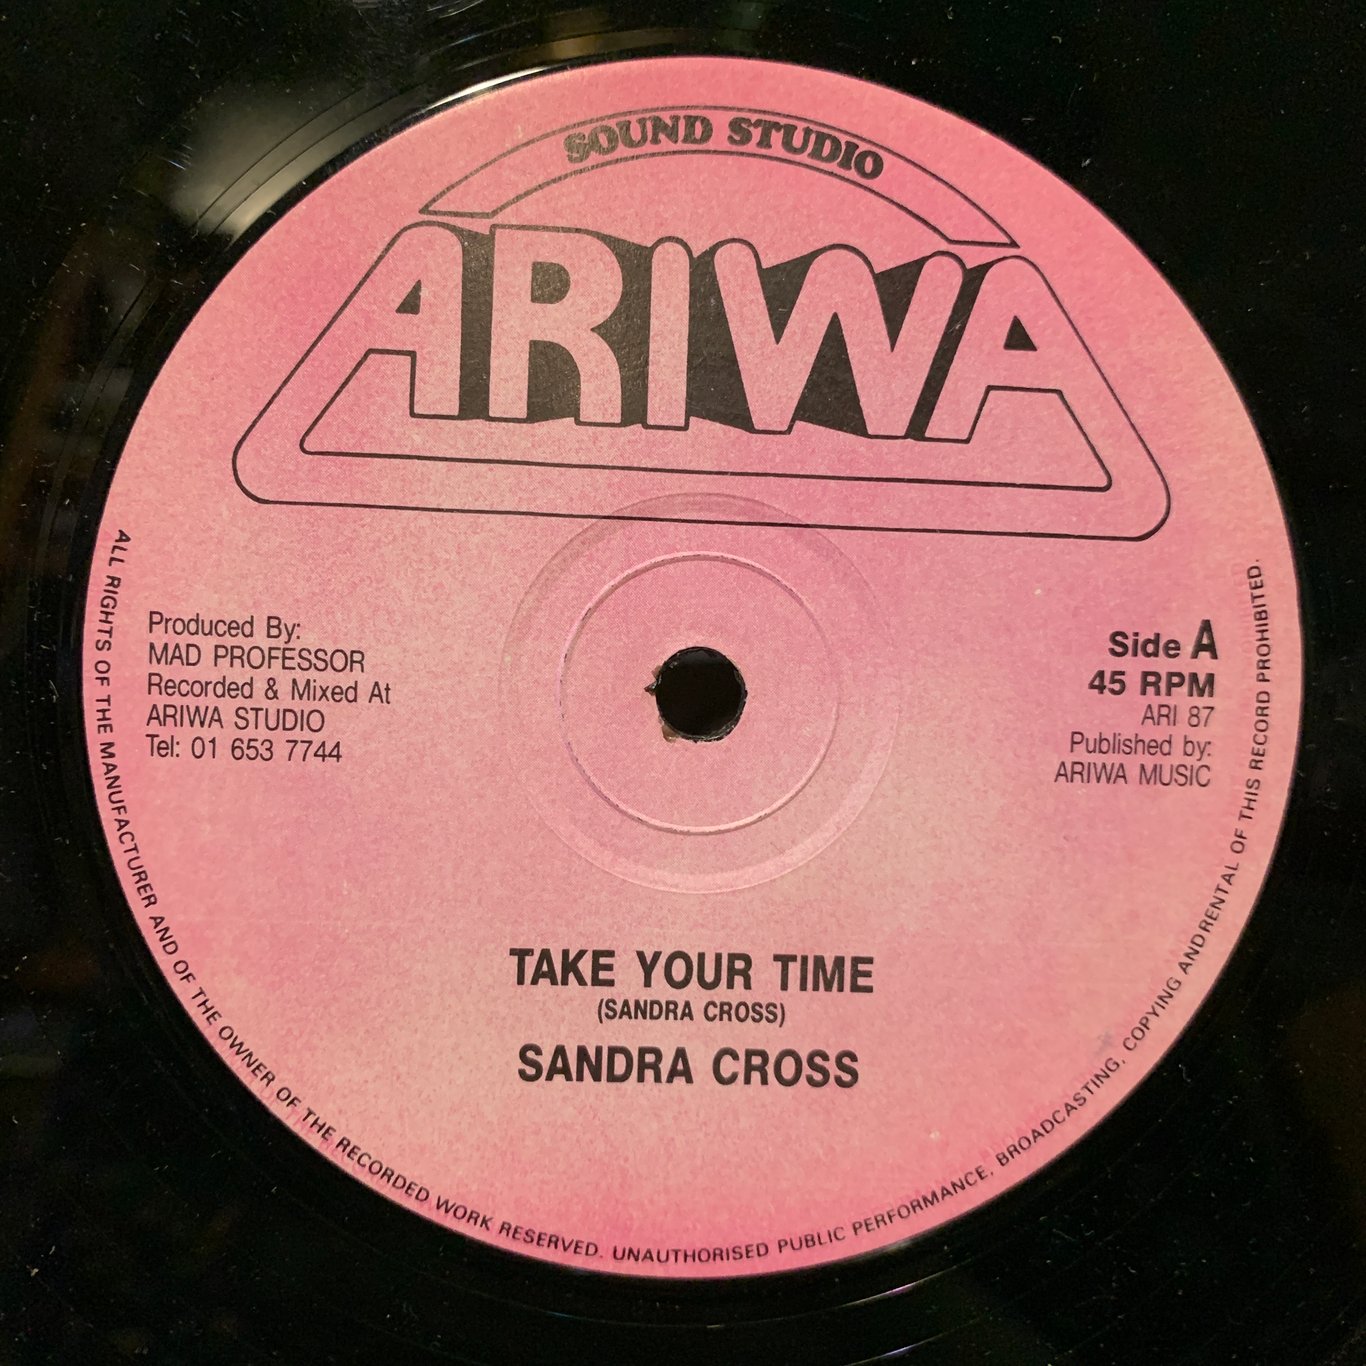 SOUND STUDIO
ARIWA
Produced By:
MAD PROFESSOR
Recorded & Mixed At
ARIWA STUDIO
Tel: 01 653 7744
Side A
45 RPM
ARI 87
Published by:
ARIWA MUSIC
TAKE YOUR TIME
(SANDRA CROSS)
SANDRA CROSS
ALL RIGHTS OF THE MANUFACTURER AND OF THE OWNER OF THE RECORDED WORK RESERVED. UNAUTHORISED PUBLIC PERFORMANCE, BROADCASTING, COPYING ANDRENTAL OF THIS RECORD PROHIBITED.